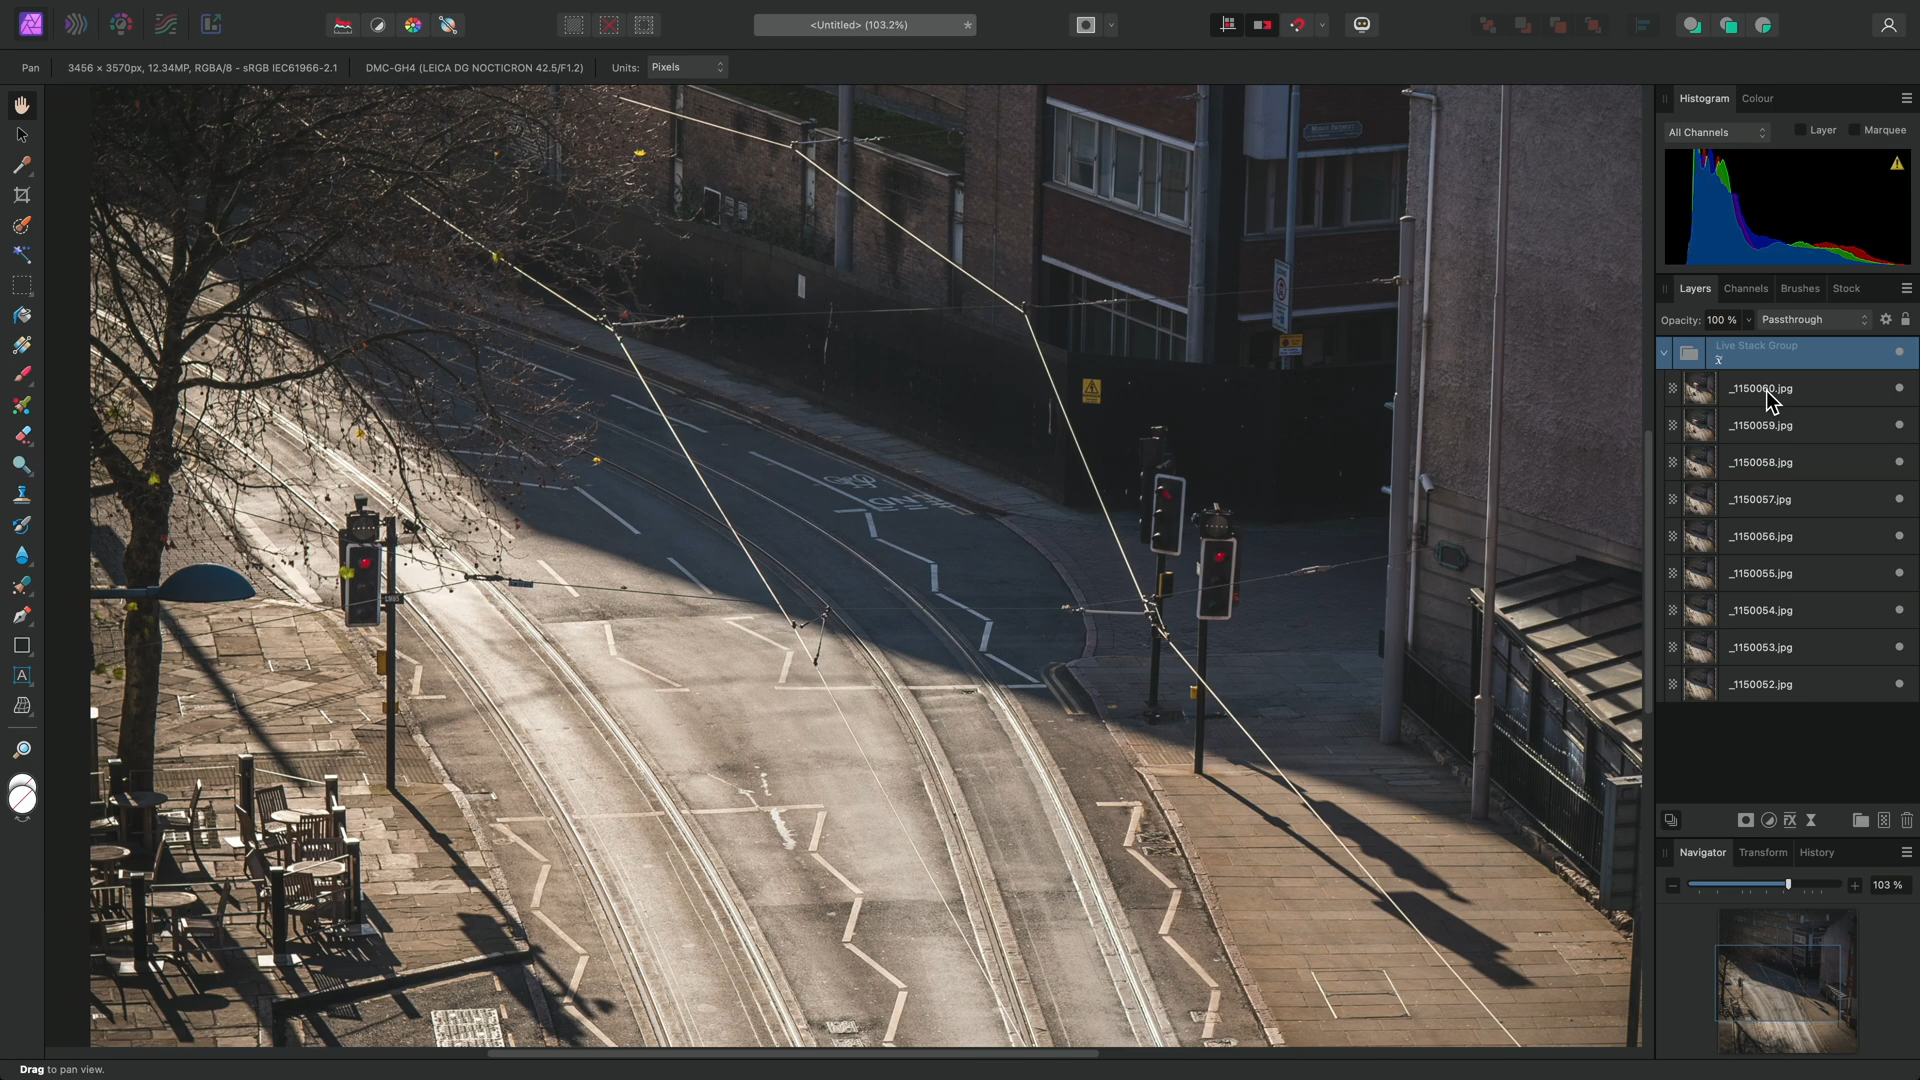 <Untitled> (103.2%)
*
Pan
3456 × 3570px, 12.34MP, RGBA/8 - sRGB IEC61966-2.1
DMC-GH4 (LEICA DG NOCTICRON 42.5/F1.2)
Units:
Pixels
Histogram
Colour
All Channels
Layer
Marquee
Layers
Channels
Brushes
Stock
Opacity:
100 %
Passthrough
Live Stack Group
_1150060.jpg
_1150059.jpg
_1150058.jpg
_1150057.jpg
_1150056.jpg
_1150055.jpg
_1150054.jpg
_1150053.jpg
_1150052.jpg
FX
A
Navigator
Transform
History
103 %
Drag to pan view.